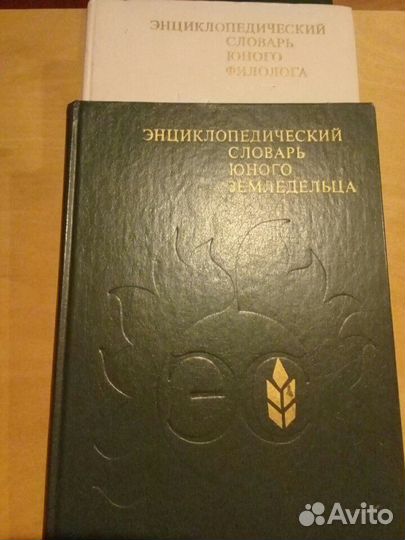 ЭНЦИКЛОПЕДИЧЕСКИЙ
СЛОВАРЬ
ЮНОГО
ФИЛОЛОГА
ЭНЦИКЛОПЕДИЧЕСКИЙ
СЛОВАРЬ
ЮНОГО
ЗЕМЛЕДЕЛЬЦА
Avito